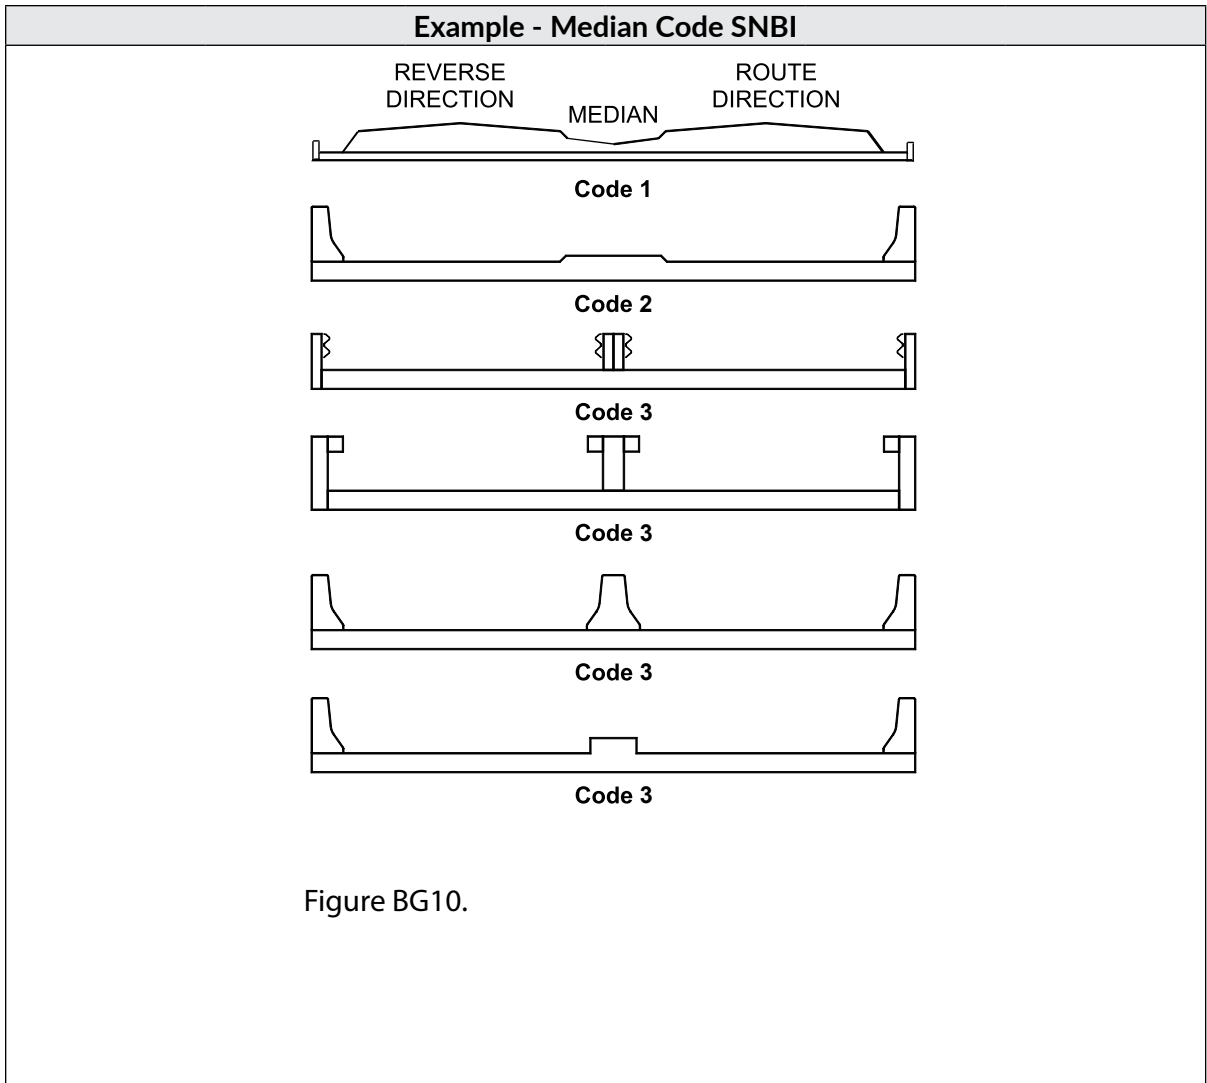 Example - Median Code SNBI
REVERSE
DIRECTION
MEDIAN
ROUTE
DIRECTION
Code 1
Code 2
Code 3
Code 3
Code 3
Code 3
Figure BG10.